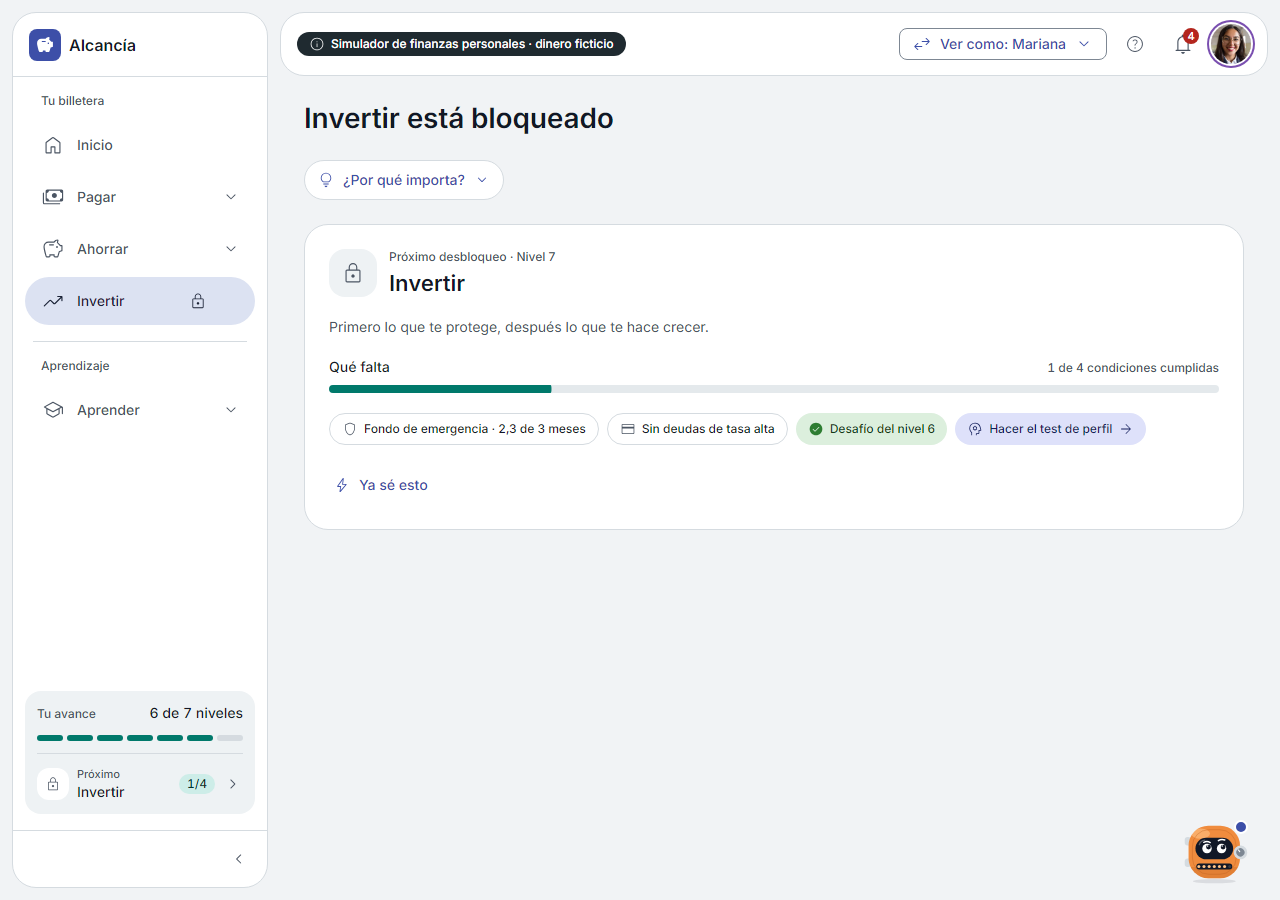 Alcancía
Simulador de finanzas personales · dinero ficticio
Ver como: Mariana
4
Tu billetera
Inicio
Pagar
Ahorrar
Invertir
Aprendizaje
Aprender
Tu avance
6 de 7 niveles
Próximo
Invertir
1/4
Invertir está bloqueado
¿Por qué importa?
Próximo desbloqueo · Nivel 7
Invertir
Primero lo que te protege, después lo que te hace crecer.
Qué falta
1 de 4 condiciones cumplidas
Fondo de emergencia · 2,3 de 3 meses
Sin deudas de tasa alta
Desafío del nivel 6
Hacer el test de perfil
Ya sé esto